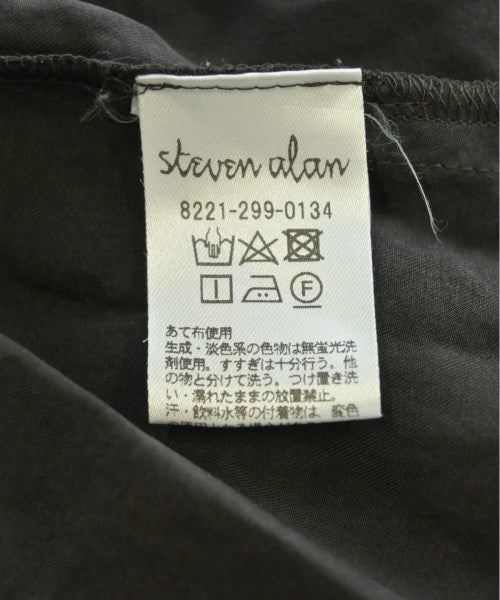 steven alan
8221-299-0134
F
あて布使用
生成・淡色系の色物は無蛍光洗
剤使用。すすぎは十分行う。他
の物と分けて洗う。つけ置き洗
い・濡れたままの放置禁止。
汗・飲料水等の付着物は、変色